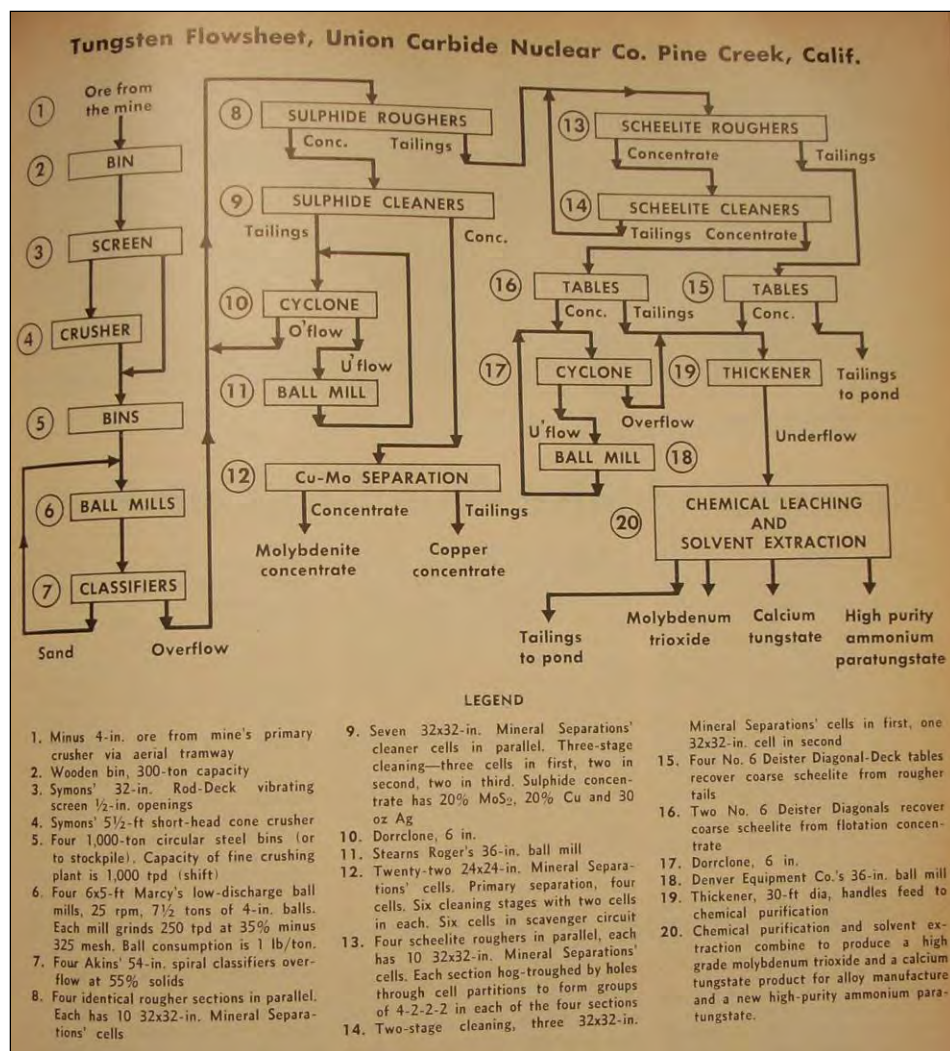 Tungsten Flowsheet, Union Carbide Nuclear Co. Pine Creek, Calif.
1
Ore from
the mine
2
BIN
3
SCREEN
4
CRUSHER
5
BINS
6
BALL MILLS
7
CLASSIFIERS
Sand
Overflow
8
SULPHIDE ROUGHERS
Conc.
Tailings
9
SULPHIDE CLEANERS
Tailings
Conc.
10
CYCLONE
O'flow
U'flow
11
BALL MILL
12
Cu-Mo SEPARATION
Concentrate
Tailings
Molybdenite
concentrate
Copper
concentrate
13
SCHEELITE ROUGHERS
Concentrate
Tailings
14
SCHEELITE CLEANERS
Tailings
Concentrate
16
TABLES
Conc.
Tailings
15
TABLES
Conc.
Tailings
to pond
17
CYCLONE
Overflow
U'flow
BALL MILL
18
19
THICKENER
Underflow
20
CHEMICAL LEACHING
AND
SOLVENT EXTRACTION
Tailings
to pond
Molybdenum
trioxide
Calcium
tungstate
High purity
ammonium
paratungstate
LEGEND
1. Minus 4-in. ore from mine's primary
crusher via aerial tramway
2. Wooden bin, 300-ton capacity
3. Symons' 32-in. Rod-Deck vibrating
screen ½-in. openings
4. Symons' 5½-ft short-head cone crusher
5. Four 1,000-ton circular steel bins (or
to stockpile). Capacity of fine crushing
plant is 1,000 tpd (shift)
6. Four 6x5-ft Marcy's low-discharge ball
mills, 25 rpm, 7½ tons of 4-in. balls.
Each mill grinds 250 tpd at 35% minus
325 mesh. Ball consumption is 1 lb/ton.
7. Four Akins' 54-in. spiral classifiers over-
flow at 55% solids
8. Four identical rougher sections in parallel.
Each has 10 32x32-in. Mineral Separa-
tions' cells
9. Seven 32x32-in. Mineral Separations'
cleaner cells in parallel. Three-stage
cleaning—three cells in first, two in
second, two in third. Sulphide concen-
trate has 20% MoS₂, 20% Cu and 30
oz Ag
10. Dorrclone, 6 in.
11. Stearns Roger's 36-in. ball mill
12. Twenty-two 24x24-in. Mineral Separa-
tions' cells. Primary separation, four
cells. Six cleaning stages with two cells
in each. Six cells in scavenger circuit
13. Four scheelite roughers in parallel, each
has 10 32x32-in. Mineral Separations'
cells. Each section hog-troughed by holes
through cell partitions to form groups
of 4-2-2-2 in each of the four sections
14. Two-stage cleaning, three 32x32-in.
Mineral Separations' cells in first, one
32x32-in. cell in second
15. Four No. 6 Deister Diagonal-Deck tables
recover coarse scheelite from rougher
tails
16. Two No. 6 Deister Diagonals recover
coarse scheelite from flotation concen-
trate
17. Dorrclone, 6 in.
18. Denver Equipment Co.'s 36-in. ball mill
19. Thickener, 30-ft dia, handles feed to
chemical purification
20. Chemical purification and solvent ex-
traction combine to produce a high
grade molybdenum trioxide and a calcium
tungstate product for alloy manufacture
and a new high-purity ammonium para-
tungstate.